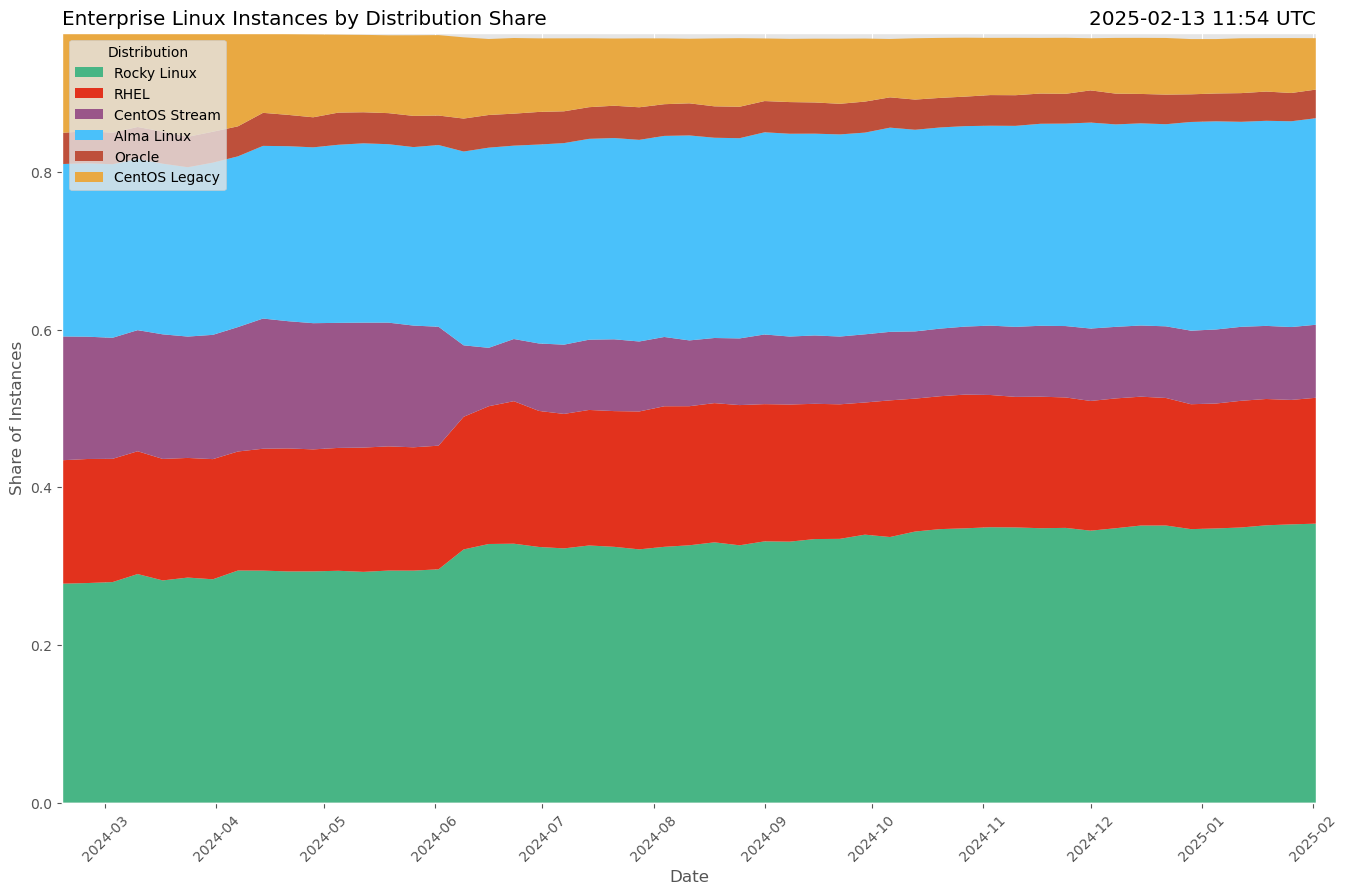 Enterprise Linux Instances by Distribution Share
2025-02-13 11:54 UTC
Distribution
Rocky Linux
RHEL
CentOS Stream
Alma Linux
Oracle
CentOS Legacy
Share of Instances
0.8
0.6
0.4
0.2
0.0
2024-03
2024-04
2024-05
2024-06
2024-07
2024-08
2024-09
2024-10
2024-11
2024-12
2025-01
2025-02
Date